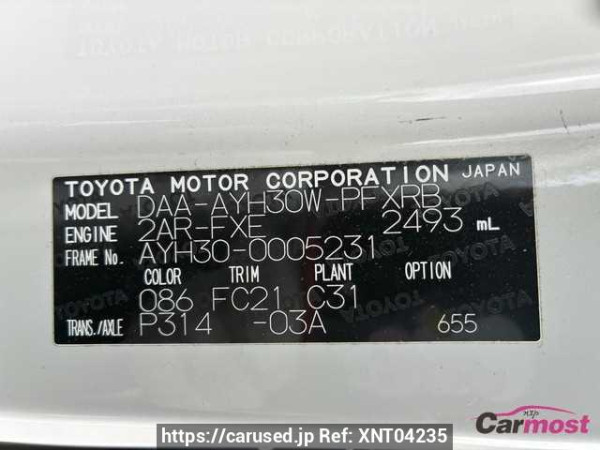 TOYOTA MOTOR CORPORATION JAPAN
MODEL DAA-AYH30W-PFXRB
ENGINE 2AR-FXE 2493 mL
FRAME No. AYH30-0005231
COLOR TRIM PLANT OPTION
086 FC21 C31
TRANS./AXLE P314 -03A 655
Carmost
https://carused.jp Ref: XNT04235